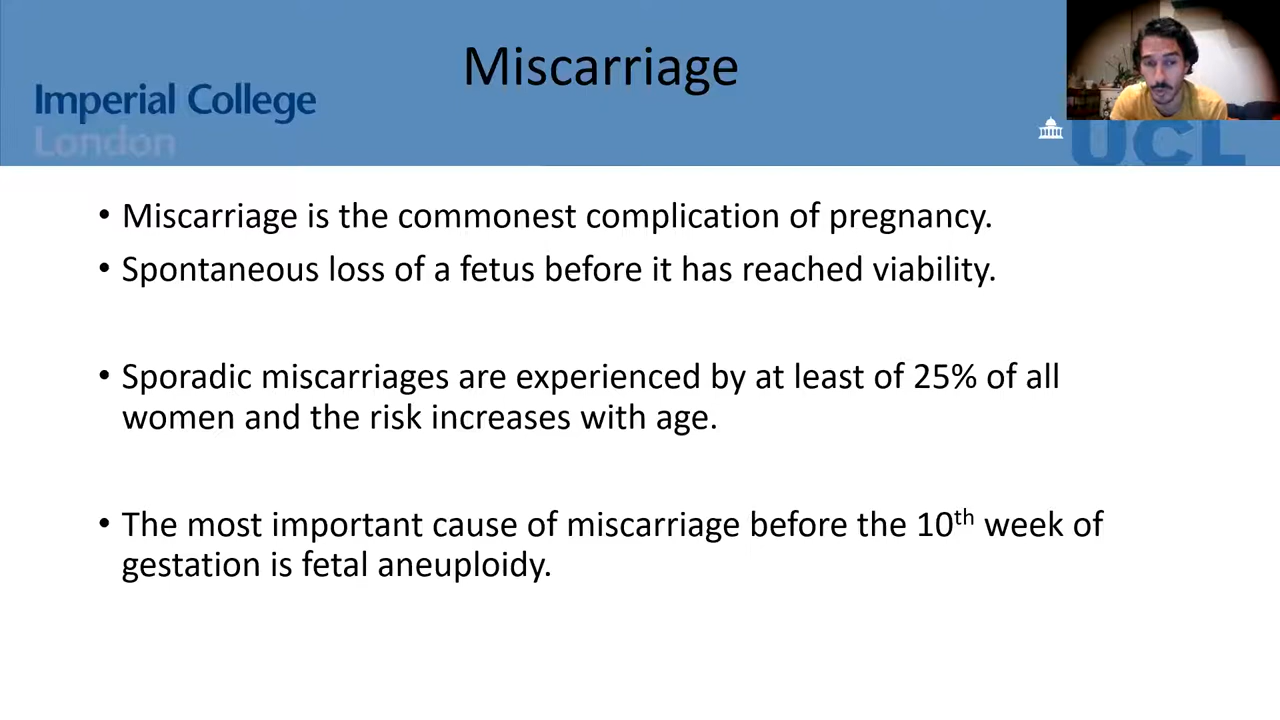 Miscarriage
Imperial College
London
UCL
• Miscarriage is the commonest complication of pregnancy.
• Spontaneous loss of a fetus before it has reached viability.
• Sporadic miscarriages are experienced by at least of 25% of all
women and the risk increases with age.
• The most important cause of miscarriage before the 10th week of
gestation is fetal aneuploidy.